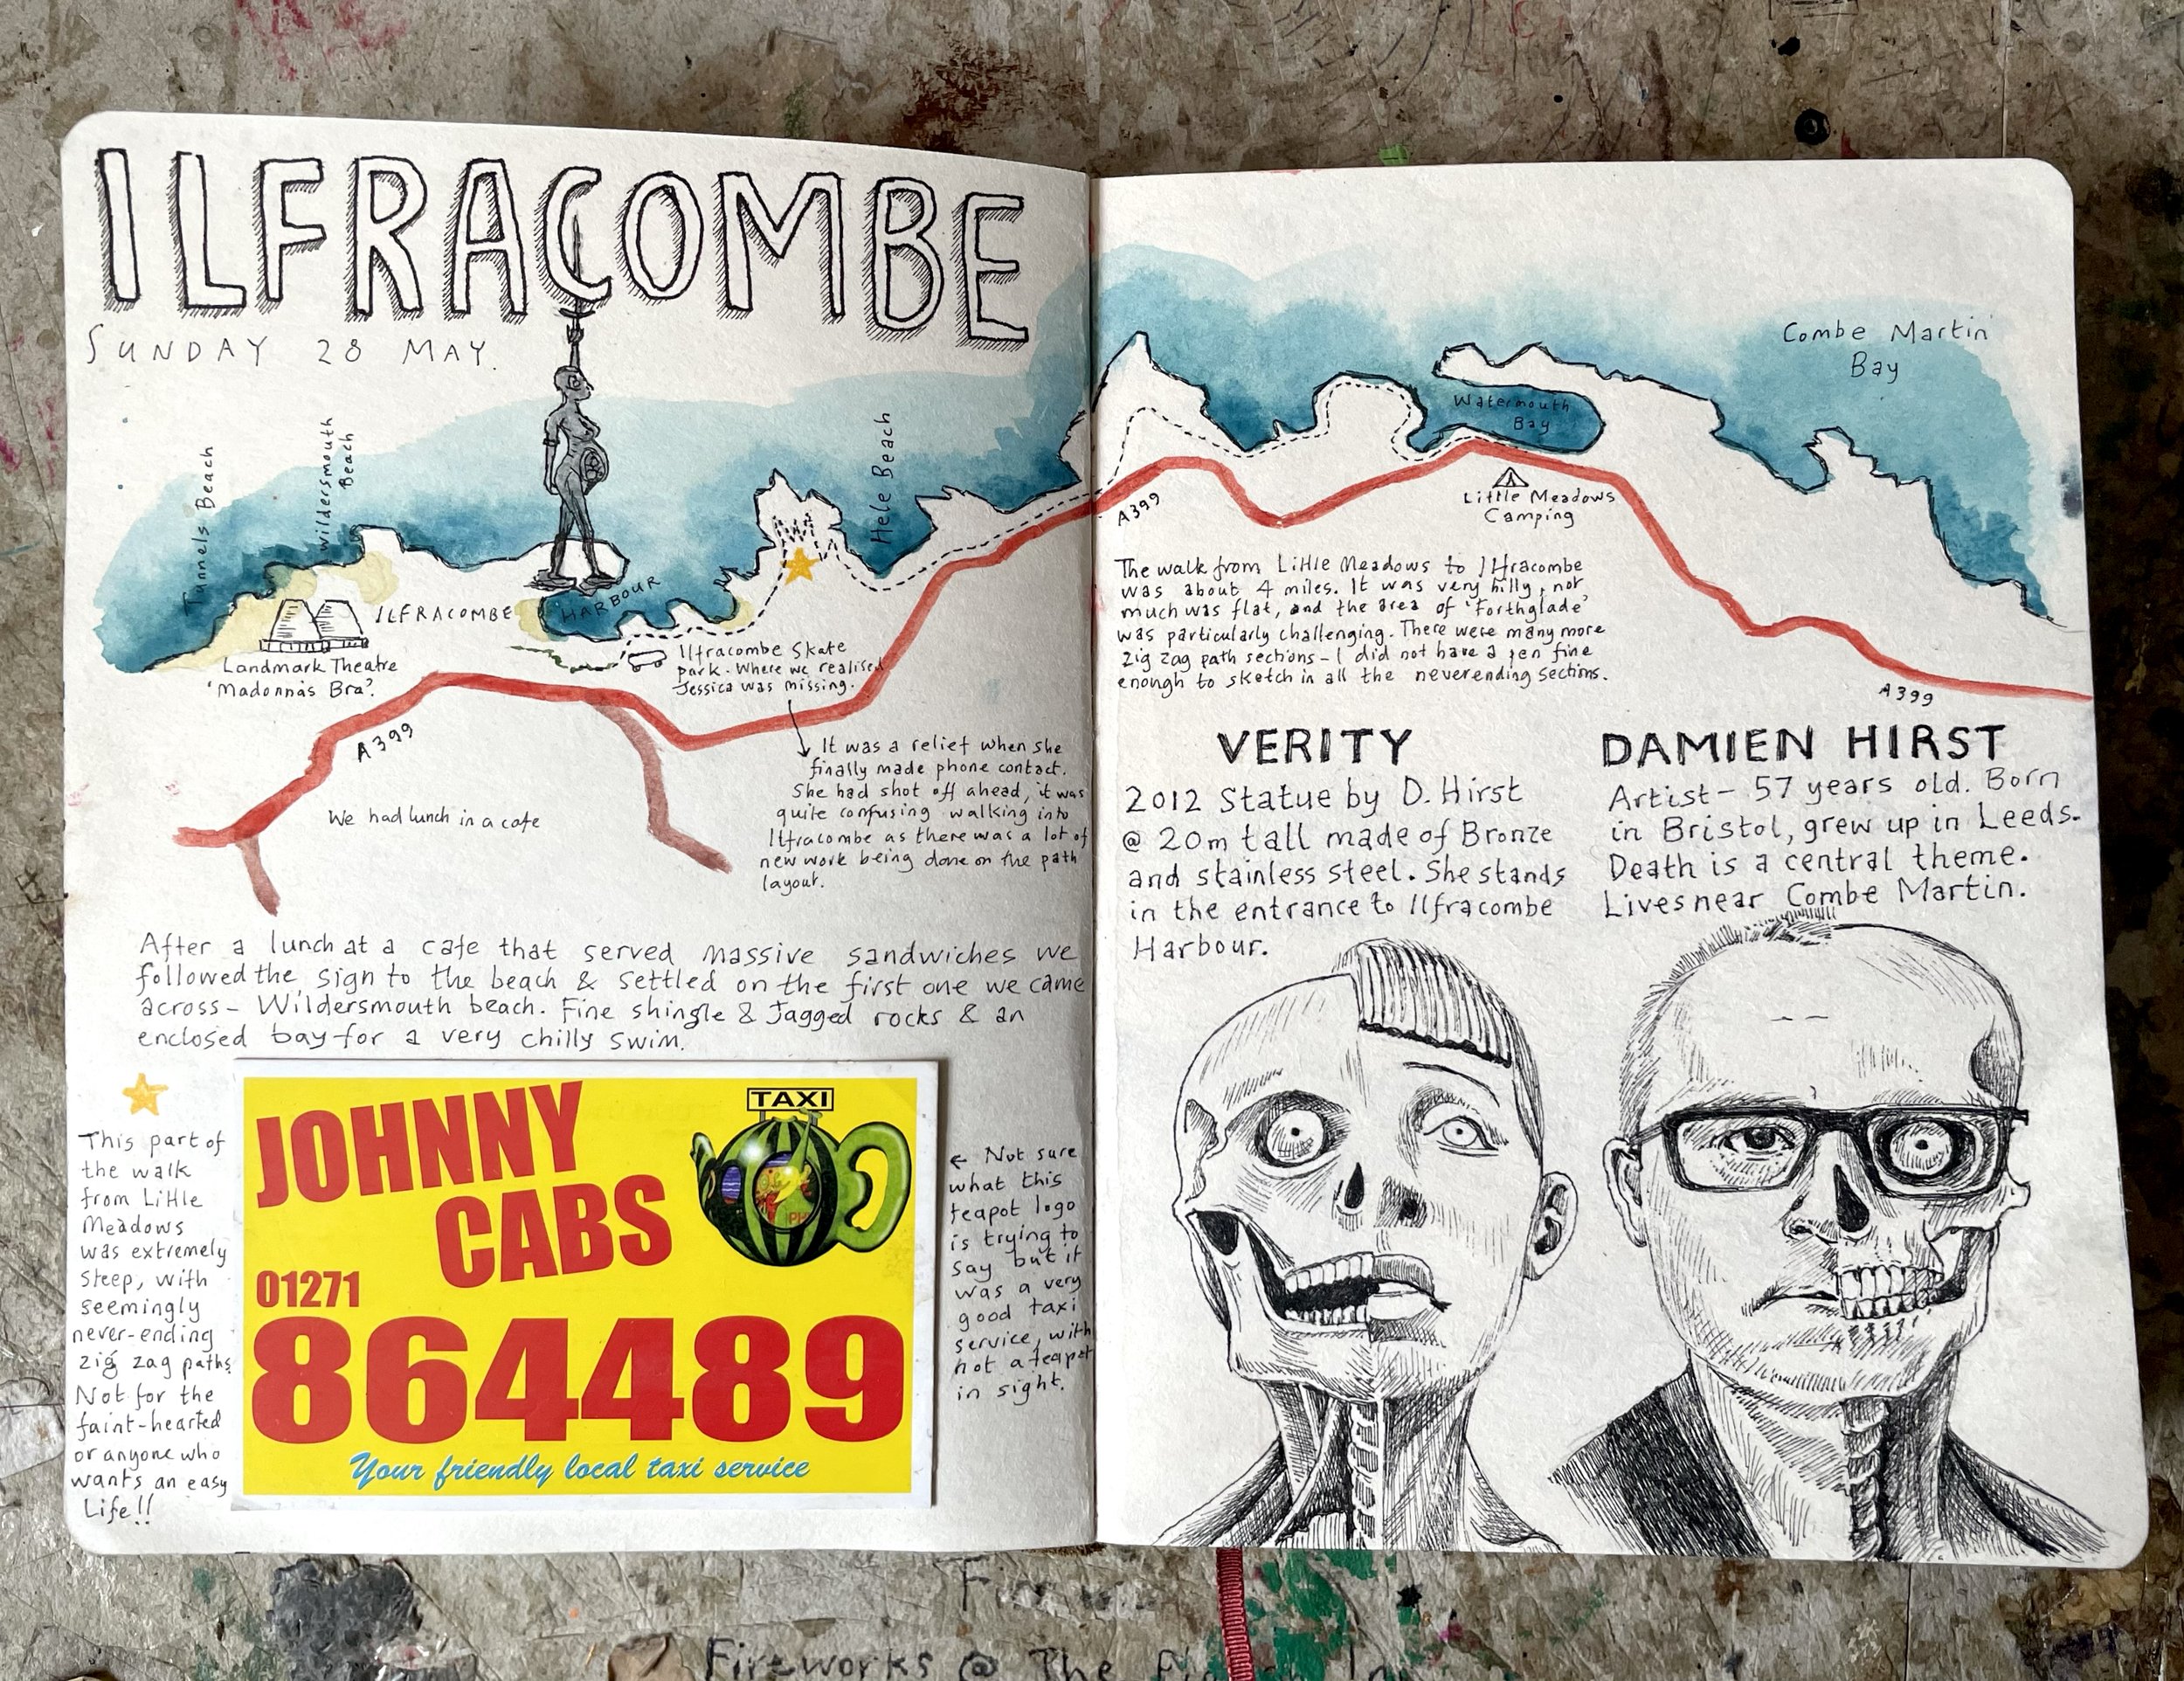 ILFRACOMBE
SUNDAY 28 MAY.
Tunnels Beach
Wildersmouth
Beach
Hele Beach
HARBOUR
ILFRACOMBE
Landmark Theatre
'Madonnas Bra'.
Ilfracombe Skate
park. Where we realised
Jessica was missing.
A399
It was a relief when she
finally made phone contact.
She had shot off ahead, it was
quite confusing walking into
Ilfracombe as there was a lot of
new work being done on the path
layout.
We had lunch in a cafe
After a lunch at a cafe that served massive sandwiches we
followed the sign to the beach & settled on the first one we came
across - Wildersmouth beach. Fine shingle & Jagged rocks & an
enclosed bay for a very chilly swim.
This part of
the walk
from Little
Meadows
was extremely
steep, with
seemingly
never-ending
zig zag paths
Not for the
faint-hearted
or anyone who
wants an easy
Life!!
TAXI
JOHNNY
CABS
01271
864489
Your friendly local taxi service
← Not sure
what this
teapot logo
is trying to
say but it
was a very
good taxi
service, with
not a teapot
in sight.
Combe Martin
Bay
Watermouth
Bay
A399
Little Meadows
Camping
The walk from Little Meadows to Ilfracombe
was about 4 miles. It was very hilly, not
much was flat, and the area of 'Forthglade'
was particularly challenging. There were many more
zig zag path sections - I did not have a pen fine
enough to sketch in all the neverending sections.
A399
VERITY
2012 Statue by D. Hirst
@ 20m tall made of Bronze
and stainless steel. She stands
in the entrance to Ilfracombe
Harbour.
DAMIEN HIRST
Artist - 57 years old. Born
in Bristol, grew up in Leeds.
Death is a central theme.
Lives near Combe Martin.
Fireworks @ The